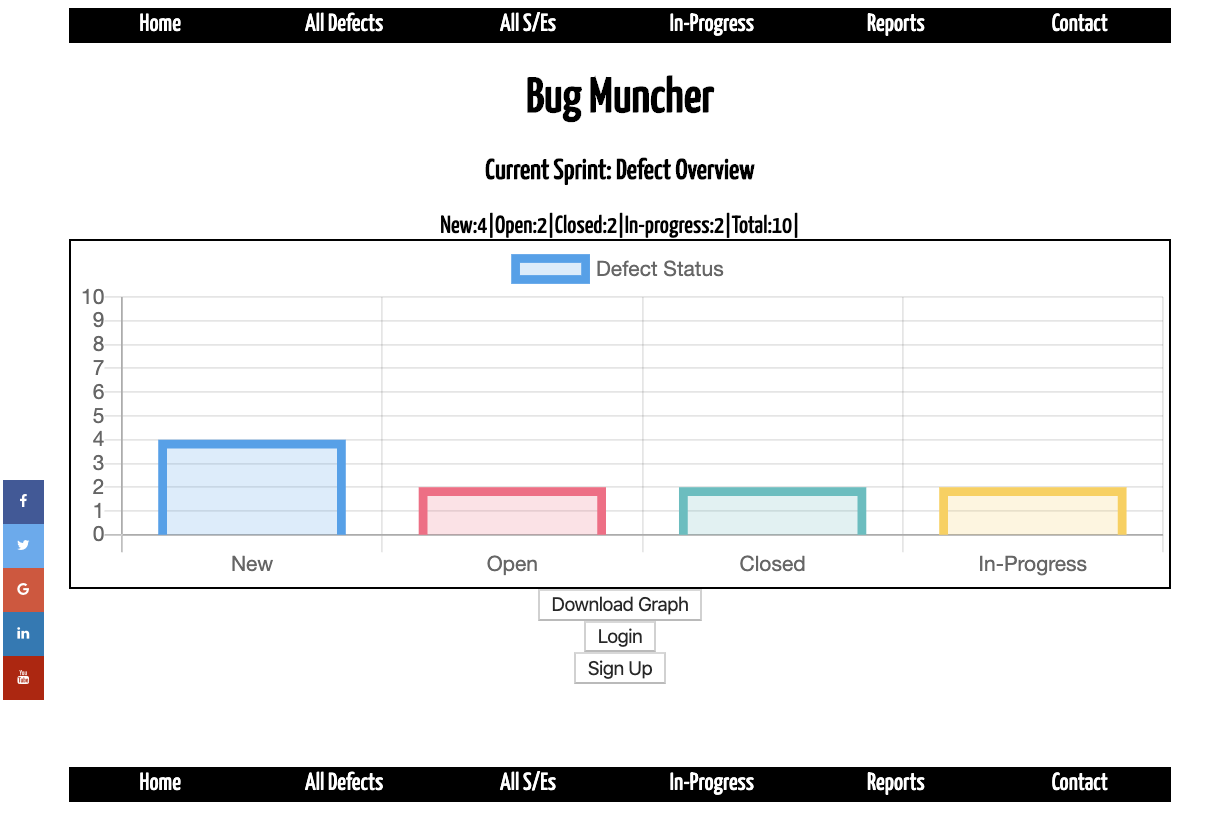 Home All Defects All S/Es In-Progress Reports Contact
Bug Muncher
Current Sprint: Defect Overview
New:4|Open:2|Closed:2|In-progress:2|Total:10|
Defect Status
10
9
8
7
6
5
4
3
2
1
0
New Open Closed In-Progress
Download Graph
Login
Sign Up
f
G
in
You
Tube
Home All Defects All S/Es In-Progress Reports Contact